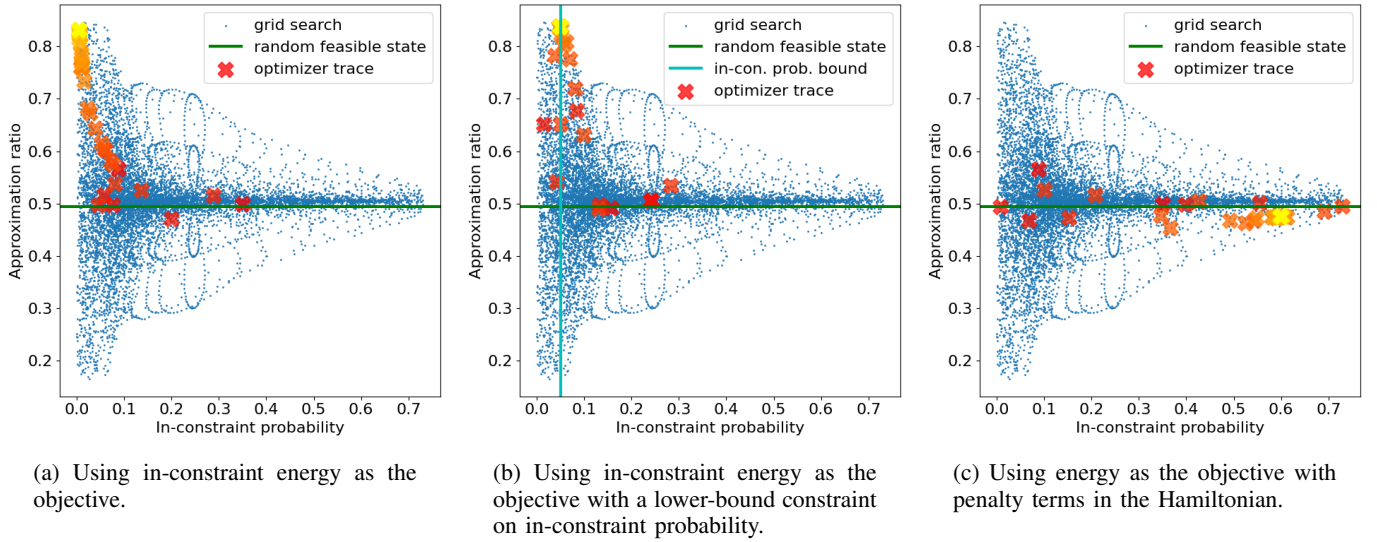 grid search
random feasible state
optimizer trace
Approximation ratio
0.8
0.7
0.6
0.5
0.4
0.3
0.2
0.0 0.1 0.2 0.3 0.4 0.5 0.6 0.7
In-constraint probability
(a) Using in-constraint energy as the
objective.
grid search
random feasible state
in-con. prob. bound
optimizer trace
Approximation ratio
0.8
0.7
0.6
0.5
0.4
0.3
0.2
0.0 0.1 0.2 0.3 0.4 0.5 0.6 0.7
In-constraint probability
(b) Using in-constraint energy as the
objective with a lower-bound constraint
on in-constraint probability.
grid search
random feasible state
optimizer trace
Approximation ratio
0.8
0.7
0.6
0.5
0.4
0.3
0.2
0.0 0.1 0.2 0.3 0.4 0.5 0.6 0.7
In-constraint probability
(c) Using energy as the objective with
penalty terms in the Hamiltonian.